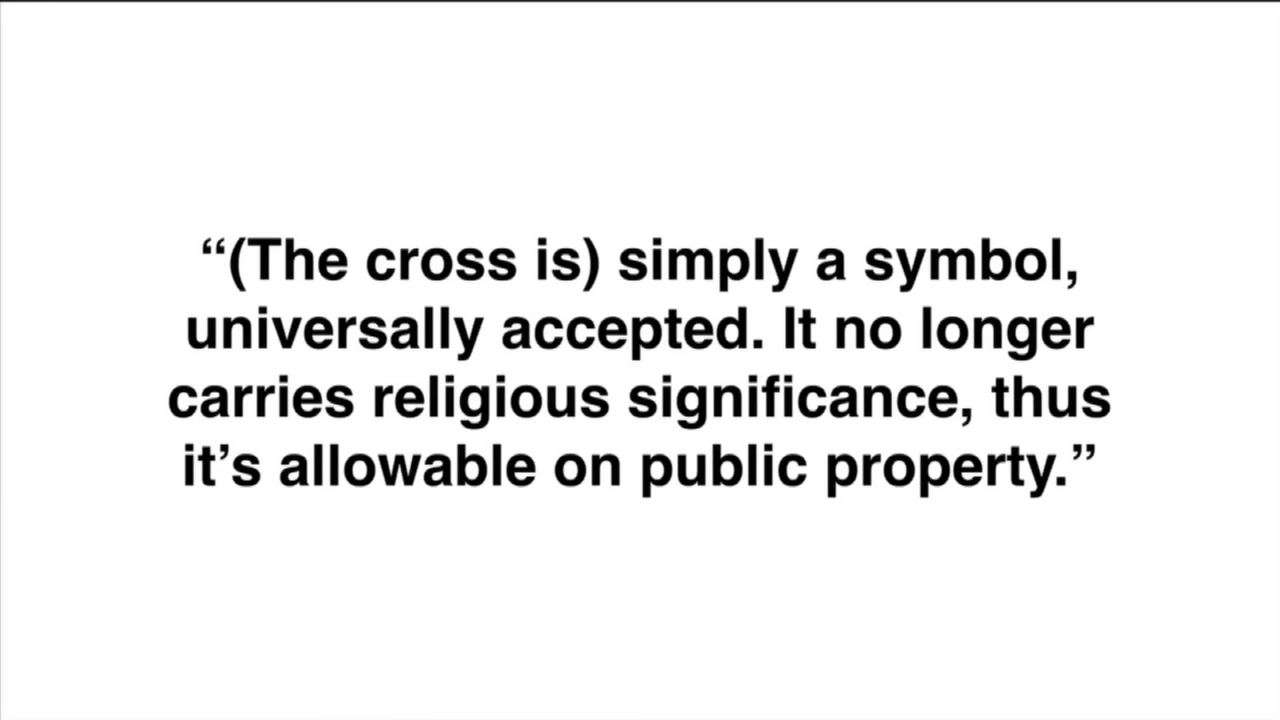 “(The cross is) simply a symbol,
universally accepted. It no longer
carries religious significance, thus
it’s allowable on public property.”